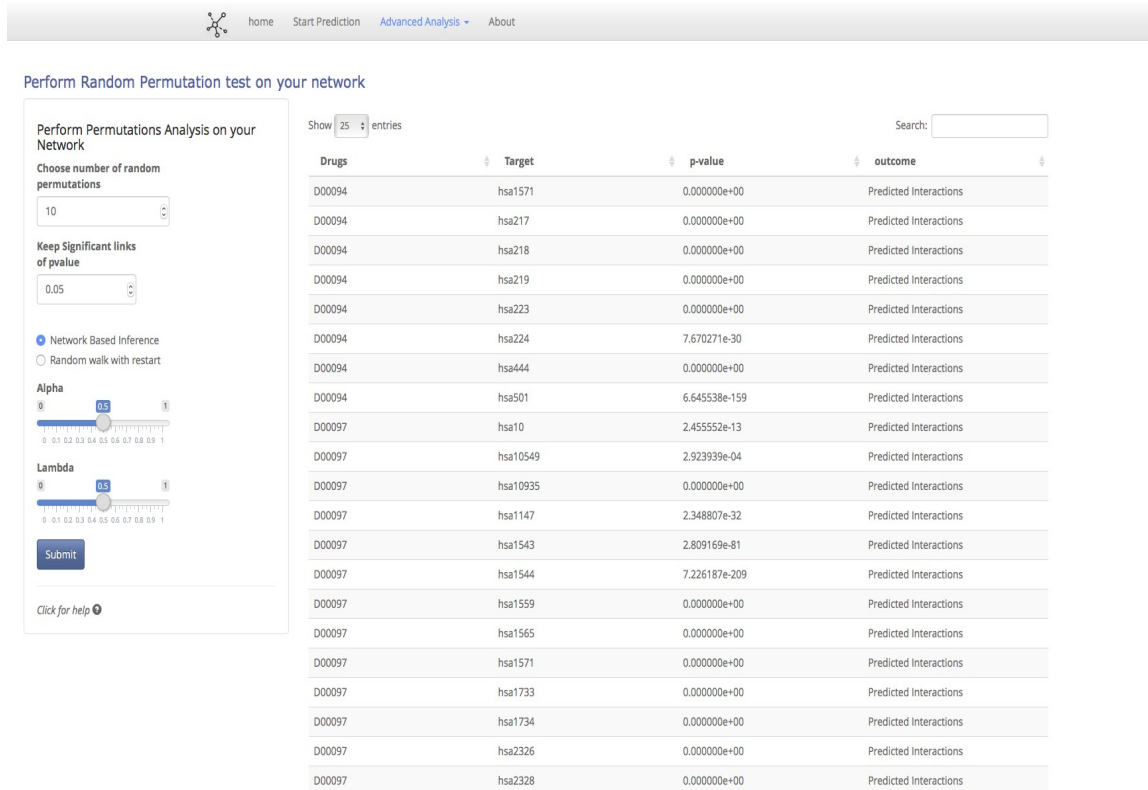 home Start Prediction Advanced Analysis About
Perform Random Permutation test on your network
Perform Permutations Analysis on your
Network
Choose number of random
permutations
10
Keep Significant links
of pvalue
0.05
Network Based Inference
Random walk with restart
Alpha
0 0.5 1
0 0.1 0.2 0.3 0.4 0.5 0.6 0.7 0.8 0.9 1
Lambda
0 0.5 1
0 0.1 0.2 0.3 0.4 0.5 0.6 0.7 0.8 0.9 1
Submit
Click for help ?
Show 25 entries Search:
Drugs Target p-value outcome
D00094 hsa1571 0.000000e+00 Predicted Interactions
D00094 hsa217 0.000000e+00 Predicted Interactions
D00094 hsa218 0.000000e+00 Predicted Interactions
D00094 hsa219 0.000000e+00 Predicted Interactions
D00094 hsa223 0.000000e+00 Predicted Interactions
D00094 hsa224 7.670271e-30 Predicted Interactions
D00094 hsa444 0.000000e+00 Predicted Interactions
D00094 hsa501 6.645538e-159 Predicted Interactions
D00097 hsa10 2.455552e-13 Predicted Interactions
D00097 hsa10549 2.923939e-04 Predicted Interactions
D00097 hsa10935 0.000000e+00 Predicted Interactions
D00097 hsa1147 2.348807e-32 Predicted Interactions
D00097 hsa1543 2.809169e-81 Predicted Interactions
D00097 hsa1544 7.226187e-209 Predicted Interactions
D00097 hsa1559 0.000000e+00 Predicted Interactions
D00097 hsa1565 0.000000e+00 Predicted Interactions
D00097 hsa1571 0.000000e+00 Predicted Interactions
D00097 hsa1733 0.000000e+00 Predicted Interactions
D00097 hsa1734 0.000000e+00 Predicted Interactions
D00097 hsa2326 0.000000e+00 Predicted Interactions
D00097 hsa2328 0.000000e+00 Predicted Interactions